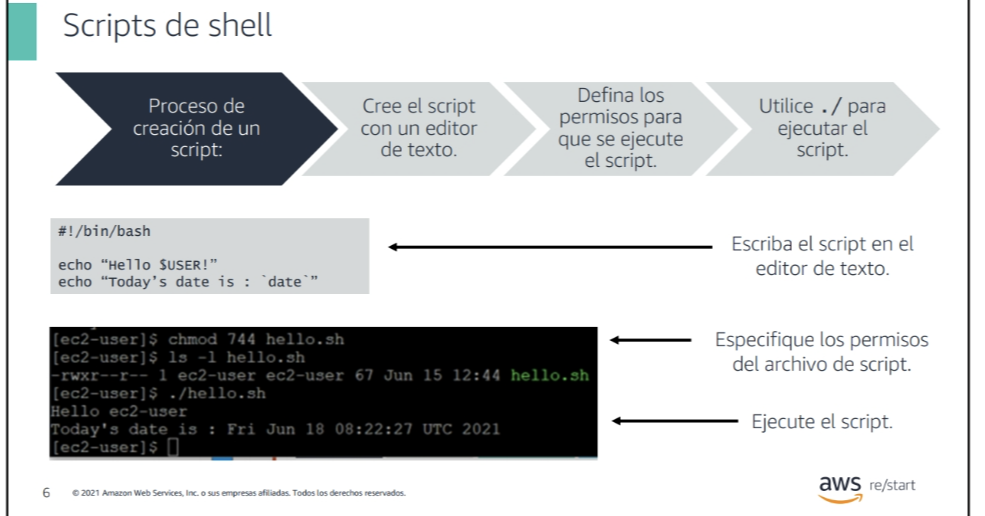 Scripts de shell
Proceso de
creación de un
script:
Cree el script
con un editor
de texto.
Defina los
permisos para
que se ejecute
el script.
Utilice ./ para
ejecutar el
script.
#!/bin/bash
echo “Hello $USER!”
echo “Today's date is : `date`”
Escriba el script en el
editor de texto.
[ec2-user]$ chmod 744 hello.sh
[ec2-user]$ ls -l hello.sh
-rwxr--r-- 1 ec2-user ec2-user 67 Jun 15 12:44 hello.sh
[ec2-user]$ ./hello.sh
Hello ec2-user
Today's date is : Fri Jun 18 08:22:27 UTC 2021
[ec2-user]$
Especifique los permisos
del archivo de script.
Ejecute el script.
6 © 2021 Amazon Web Services, Inc. o sus empresas afiliadas. Todos los derechos reservados.
aws re/start